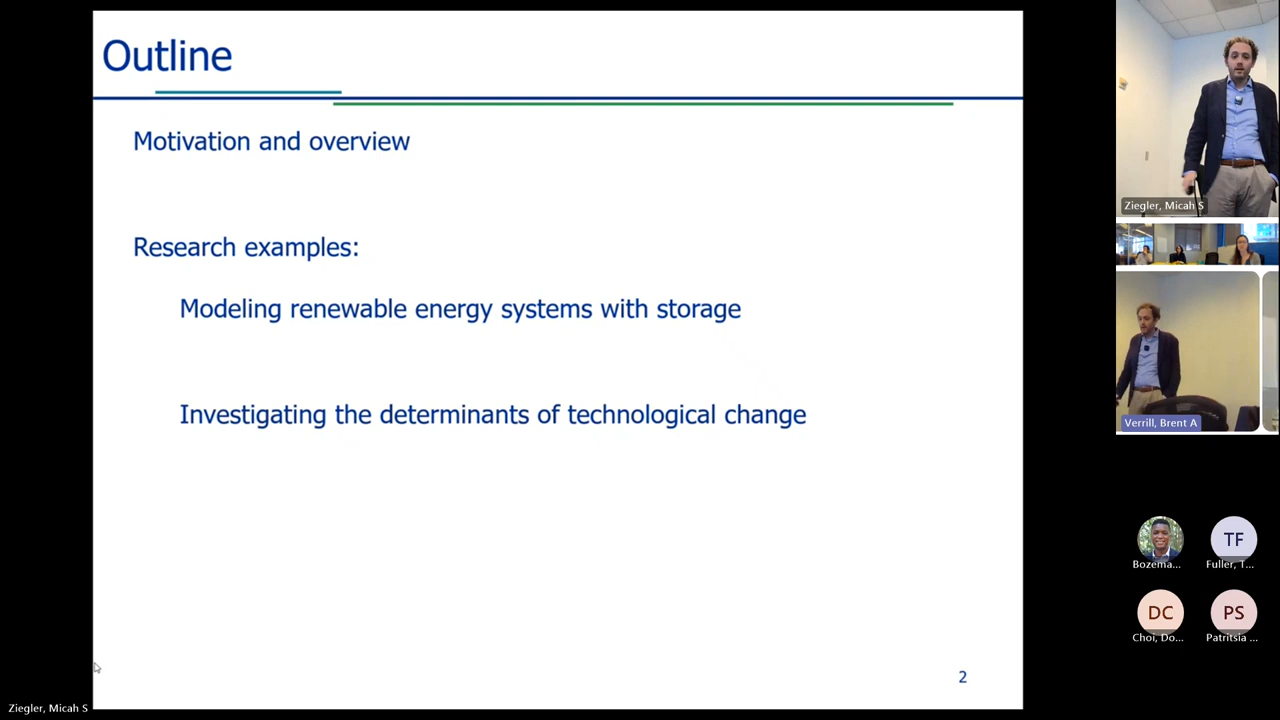 Outline
Motivation and overview
Research examples:
Modeling renewable energy systems with storage
Investigating the determinants of technological change
2
Ziegler, Micah S
Ziegler, Micah S
Verrill, Brent A
Bozema...
TF
Fuller, T...
DC
Choi, Do...
PS
Patritsia ...